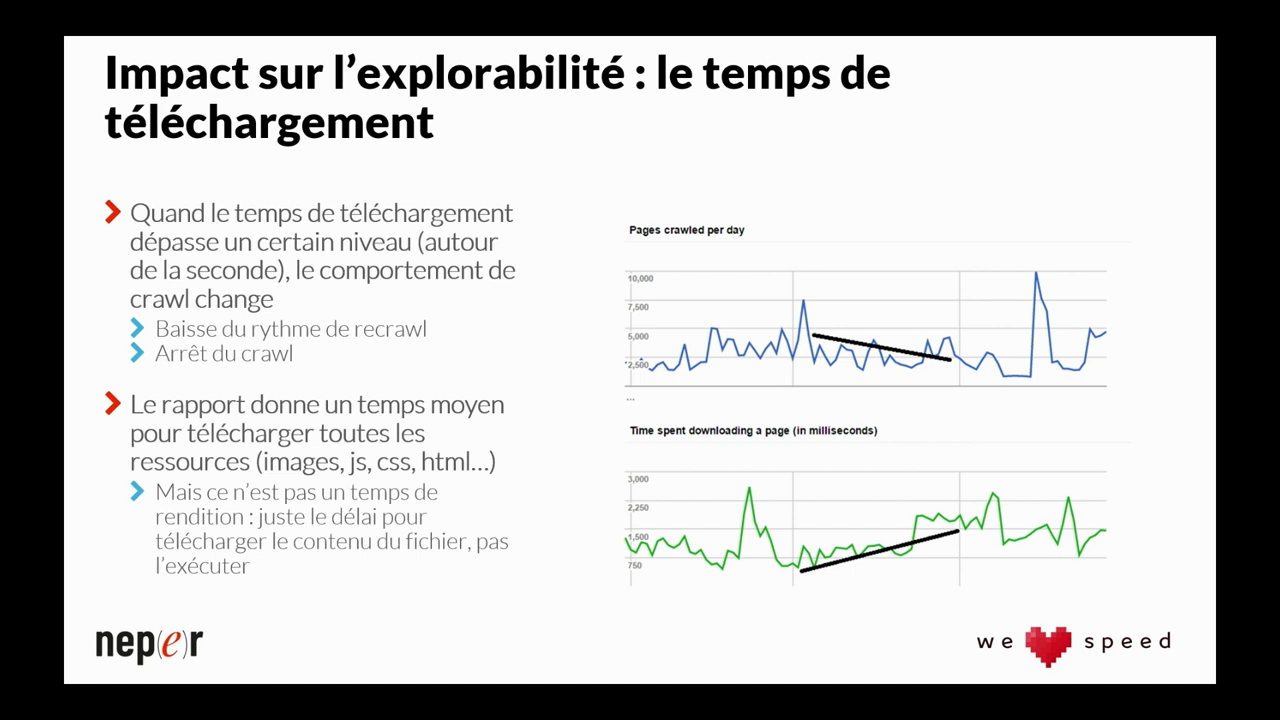 Impact sur l’explorabilité : le temps de
téléchargement
Quand le temps de téléchargement
dépasse un certain niveau (autour
de la seconde), le comportement de
crawl change
Baisse du rythme de recrawl
Arrêt du crawl
Le rapport donne un temps moyen
pour télécharger toutes les
ressources (images, js, css, html...)
Mais ce n’est pas un temps de
rendition : juste le délai pour
télécharger le contenu du fichier, pas
l’exécuter
Pages crawled per day
10,000
7,500
5,000
2,500
...
Time spent downloading a page (in milliseconds)
3,000
2,250
1,500
750
nep(e)r
we speed